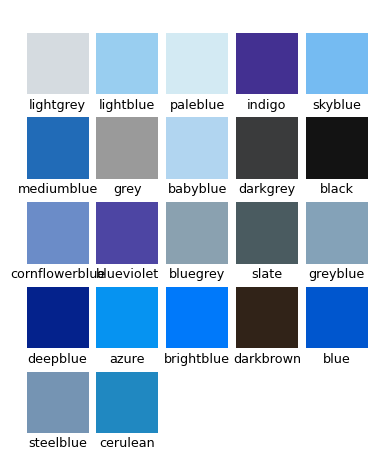 lightgrey lightblue paleblue indigo skyblue
mediumblue grey babyblue darkgrey black
cornflowerblue blueviolet bluegrey slate greyblue
deepblue azure brightblue darkbrown blue
steelblue cerulean